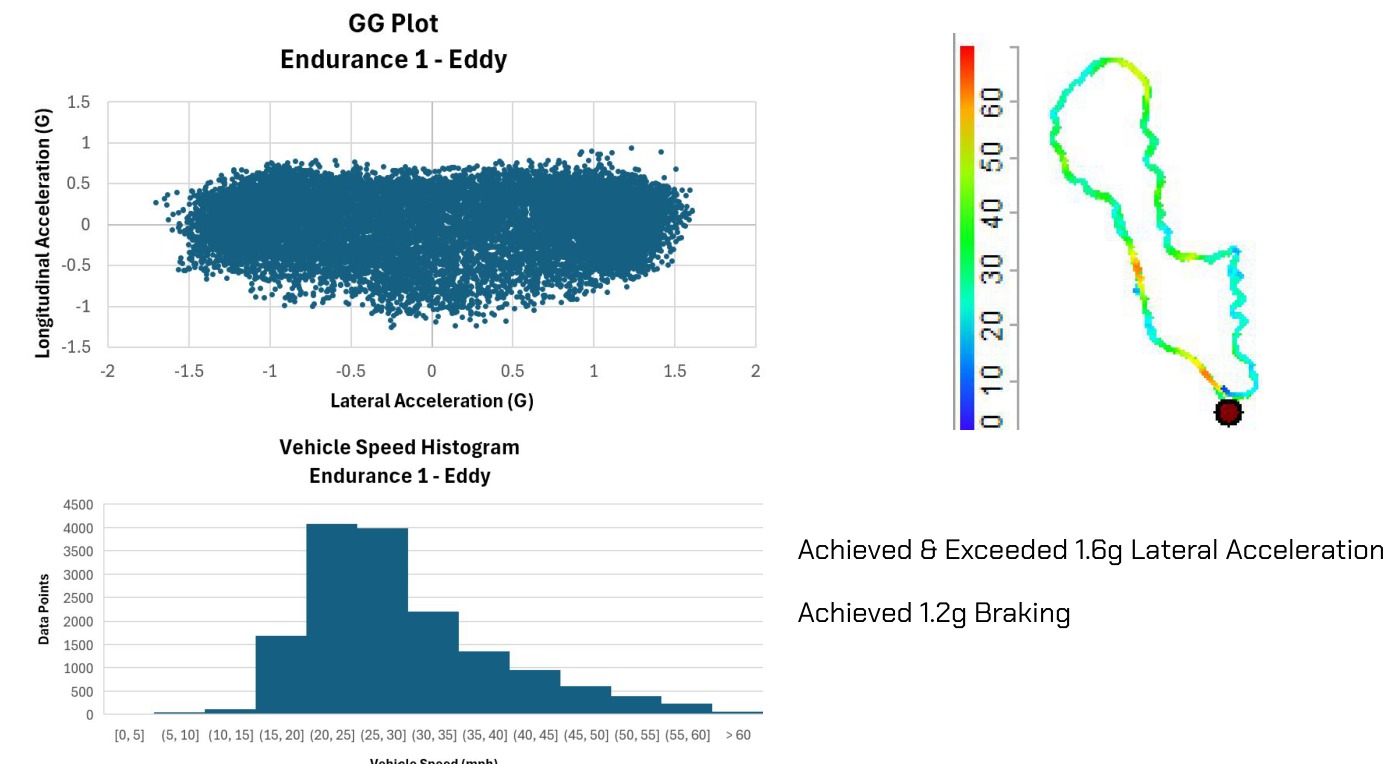 GG Plot
Endurance 1 - Eddy
Longitudinal Acceleration (G)
1.5
1
0.5
0
-0.5
-1
-1.5
-2 -1.5 -1 -0.5 0 0.5 1 1.5 2
Lateral Acceleration (G)
0 10 20 30 40 50 60
Vehicle Speed Histogram
Endurance 1 - Eddy
Data Points
4500
4000
3500
3000
2500
2000
1500
1000
500
0
[0, 5] (5, 10] (10, 15] (15, 20] (20, 25] (25, 30] (30, 35] (35, 40] (40, 45] (45, 50] (50, 55] (55, 60] > 60
Vehicle Speed (mph)
Achieved & Exceeded 1.6g Lateral Acceleration
Achieved 1.2g Braking